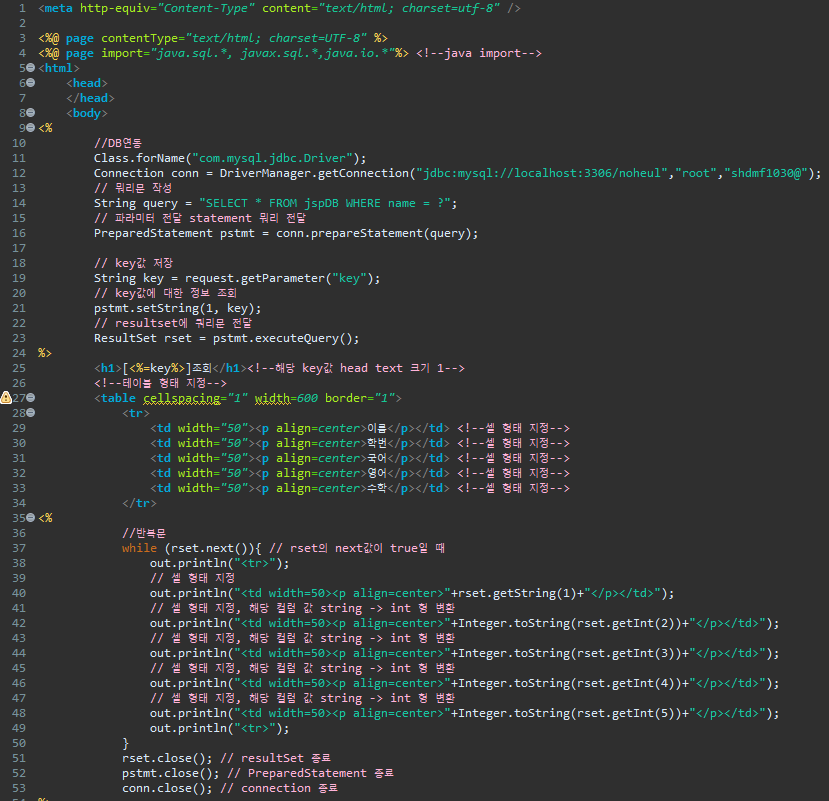 1 <meta http-equiv="Content-Type" content="text/html; charset=utf-8" />
2
3 <%@ page contentType="text/html; charset=UTF-8" %>
4 <%@ page import="java.sql.*, javax.sql.*,java.io.*"%> <!--java import-->
5 <html>
6 <head>
7 </head>
8 <body>
9 <%
10 //DB연동
11 Class.forName("com.mysql.jdbc.Driver");
12 Connection conn = DriverManager.getConnection("jdbc:mysql://localhost:3306/noheul","root","shdmf1030@");
13 // 쿼리문 작성
14 String query = "SELECT * FROM jspDB WHERE name = ?";
15 // 파라미터 전달 statement 쿼리 전달
16 PreparedStatement pstmt = conn.prepareStatement(query);
17
18 // key값 저장
19 String key = request.getParameter("key");
20 // key값에 대한 정보 조회
21 pstmt.setString(1, key);
22 // resultset에 쿼리문 전달
23 ResultSet rset = pstmt.executeQuery();
24 %>
25 <h1>[<%=key%>]조회</h1><!--해당 key값 head text 크기 1-->
26 <!--테이블 형태 지정-->
27 <table cellspacing="1" width=600 border="1">
28 <tr>
29 <td width="50"><p align=center>이름</p></td> <!--셀 형태 지정-->
30 <td width="50"><p align=center>학번</p></td> <!--셀 형태 지정-->
31 <td width="50"><p align=center>국어</p></td> <!--셀 형태 지정-->
32 <td width="50"><p align=center>영어</p></td> <!--셀 형태 지정-->
33 <td width="50"><p align=center>수학</p></td> <!--셀 형태 지정-->
34 </tr>
35 <%
36 //반복문
37 while (rset.next()){ // rset의 next값이 true일 때
38 out.println("<tr>");
39 // 셀 형태 지정
40 out.println("<td width=50><p align=center>"+rset.getString(1)+"</p></td>");
41 // 셀 형태 지정, 해당 컬럼 값 string -> int 형 변환
42 out.println("<td width=50><p align=center>"+Integer.toString(rset.getInt(2))+"</p></td>");
43 // 셀 형태 지정, 해당 컬럼 값 string -> int 형 변환
44 out.println("<td width=50><p align=center>"+Integer.toString(rset.getInt(3))+"</p></td>");
45 // 셀 형태 지정, 해당 컬럼 값 string -> int 형 변환
46 out.println("<td width=50><p align=center>"+Integer.toString(rset.getInt(4))+"</p></td>");
47 // 셀 형태 지정, 해당 컬럼 값 string -> int 형 변환
48 out.println("<td width=50><p align=center>"+Integer.toString(rset.getInt(5))+"</p></td>");
49 out.println("<tr>");
50 }
51 rset.close(); // resultSet 종료
52 pstmt.close(); // PreparedStatement 종료
53 conn.close(); // connection 종료